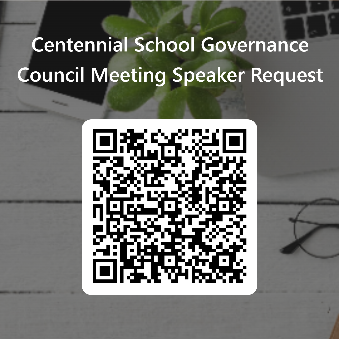 Centennial School Governance
Council Meeting Speaker Request